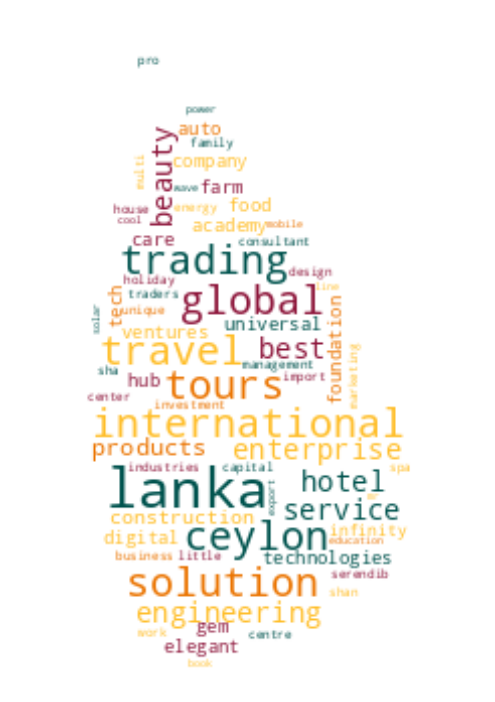 pro
power
auto
family
beauty
multi
company
wave
farm
house
energy
food
cool
academy
mobile
care
consultant
trading
design
holiday
line
tech
traders
global
unique
solar
universal
foundation
ventures
travel
best
marketing
management
sha
hub
tours
import
center
investment
international
products
enterprise
industries
capital
spa
lanka
hotel
export
service
construction
ceylon
infinity
digital
education
business
little
technologies
solution
serendib
shan
engineering
gem
work
centre
elegant
book